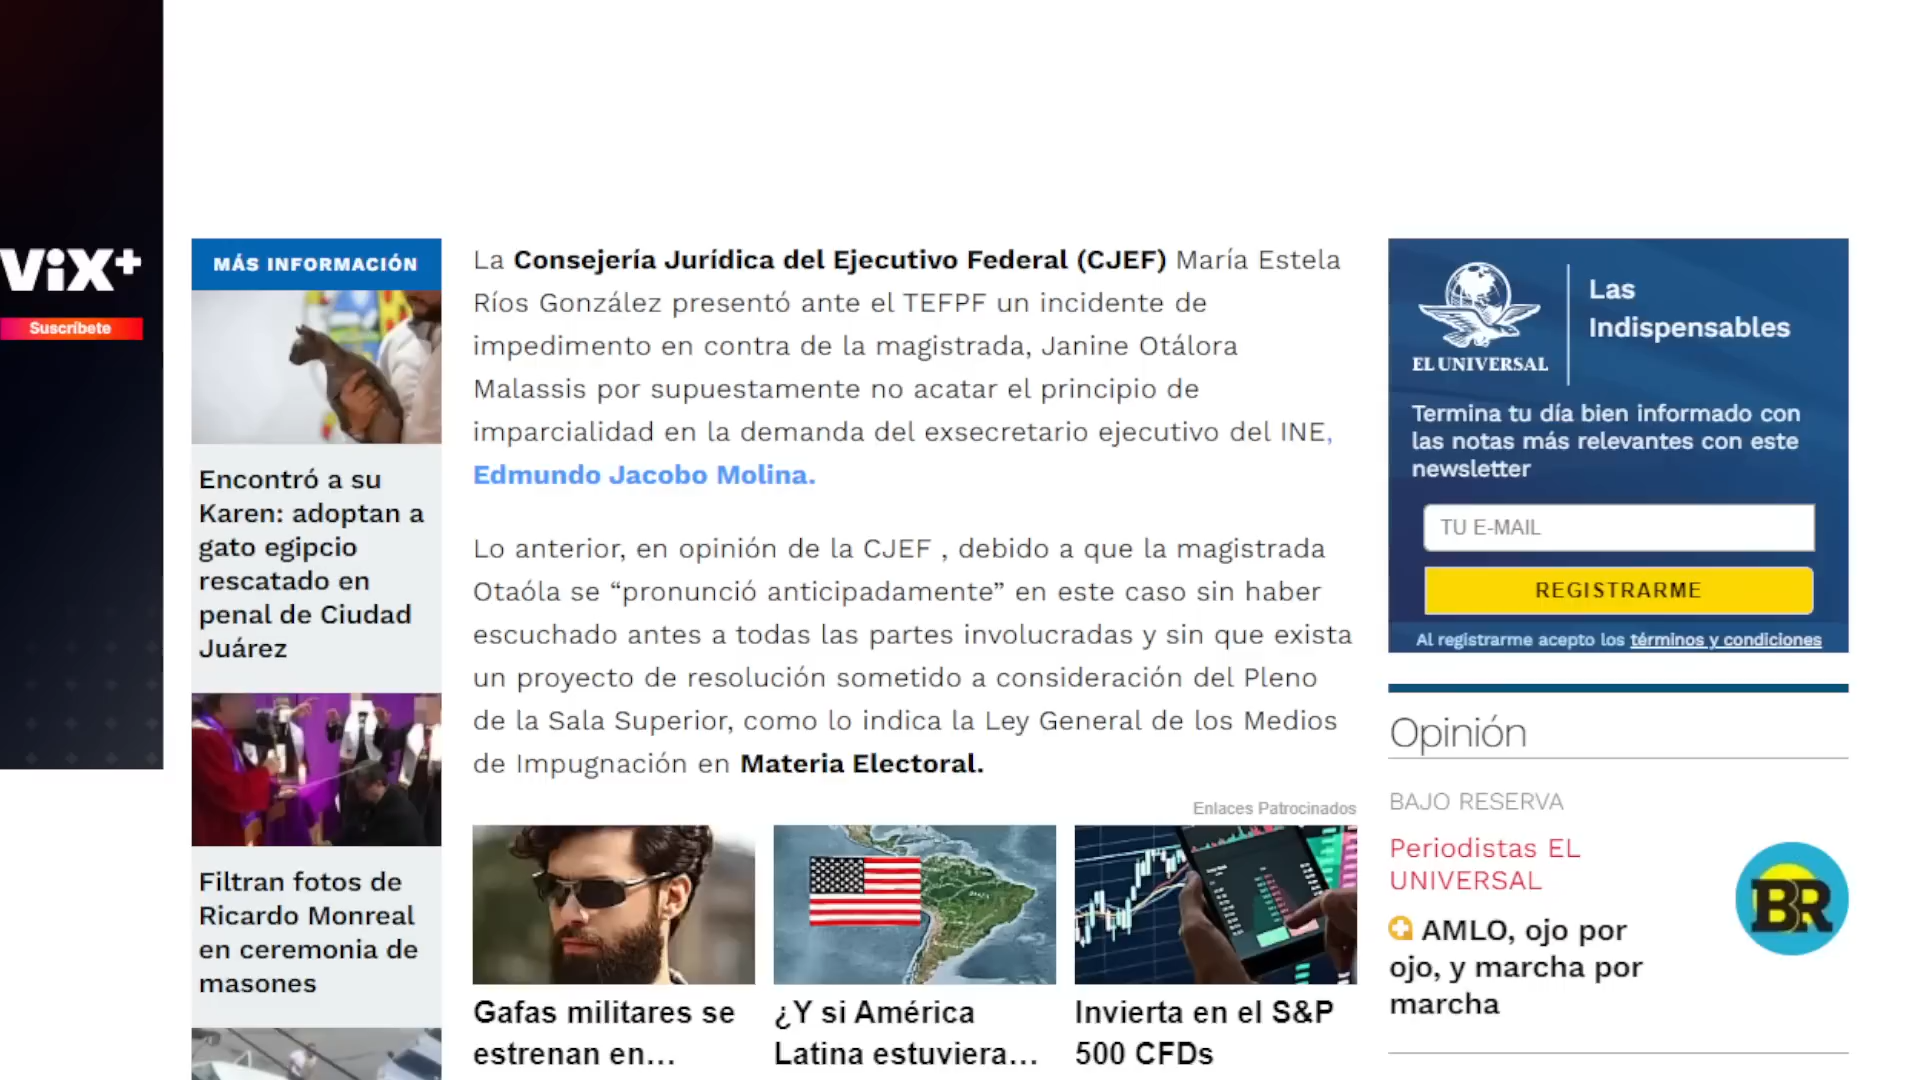 ViX+
Suscríbete
MÁS INFORMACIÓN
Encontró a su
Karen: adoptan a
gato egipcio
rescatado en
penal de Ciudad
Juárez
Filtran fotos de
Ricardo Monreal
en ceremonia de
masones
La Consejería Jurídica del Ejecutivo Federal (CJEF) María Estela
Ríos González presentó ante el TEFPF un incidente de
impedimento en contra de la magistrada, Janine Otálora
Malassis por supuestamente no acatar el principio de
imparcialidad en la demanda del exsecretario ejecutivo del INE,
Edmundo Jacobo Molina.
Lo anterior, en opinión de la CJEF , debido a que la magistrada
Otaóla se “pronunció anticipadamente” en este caso sin haber
escuchado antes a todas las partes involucradas y sin que exista
un proyecto de resolución sometido a consideración del Pleno
de la Sala Superior, como lo indica la Ley General de los Medios
de Impugnación en Materia Electoral.
Enlaces Patrocinados
Gafas militares se
estrenan en...
¿Y si América
Latina estuviera...
Invierta en el S&P
500 CFDs
EL UNIVERSAL
Las
Indispensables
Termina tu día bien informado con
las notas más relevantes con este
newsletter
TU E-MAIL
REGISTRARME
Al registrarme acepto los términos y condiciones
Opinión
BAJO RESERVA
Periodistas EL
UNIVERSAL
AMLO, ojo por
ojo, y marcha por
marcha
BR